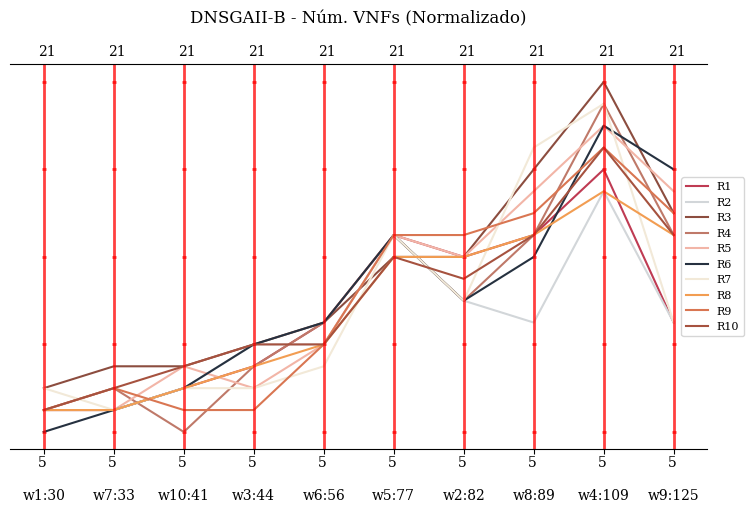 DNSGAII-B - Núm. VNFs (Normalizado)
21 21 21 21 21 21 21 21 21 21
R1
R2
R3
R4
R5
R6
R7
R8
R9
R10
5 5 5 5 5 5 5 5 5 5
w1:30 w7:33 w10:41 w3:44 w6:56 w5:77 w2:82 w8:89 w4:109 w9:125